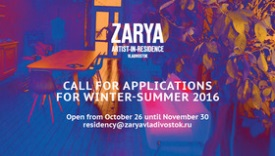 ZARYA
ARTIST-IN-RESIDENCE
VLADIVOSTOK
CALL FOR APPLICATIONS
FOR WINTER-SUMMER 2016
Open from October 26 until November 30
residency@zaryavladivostok.ru